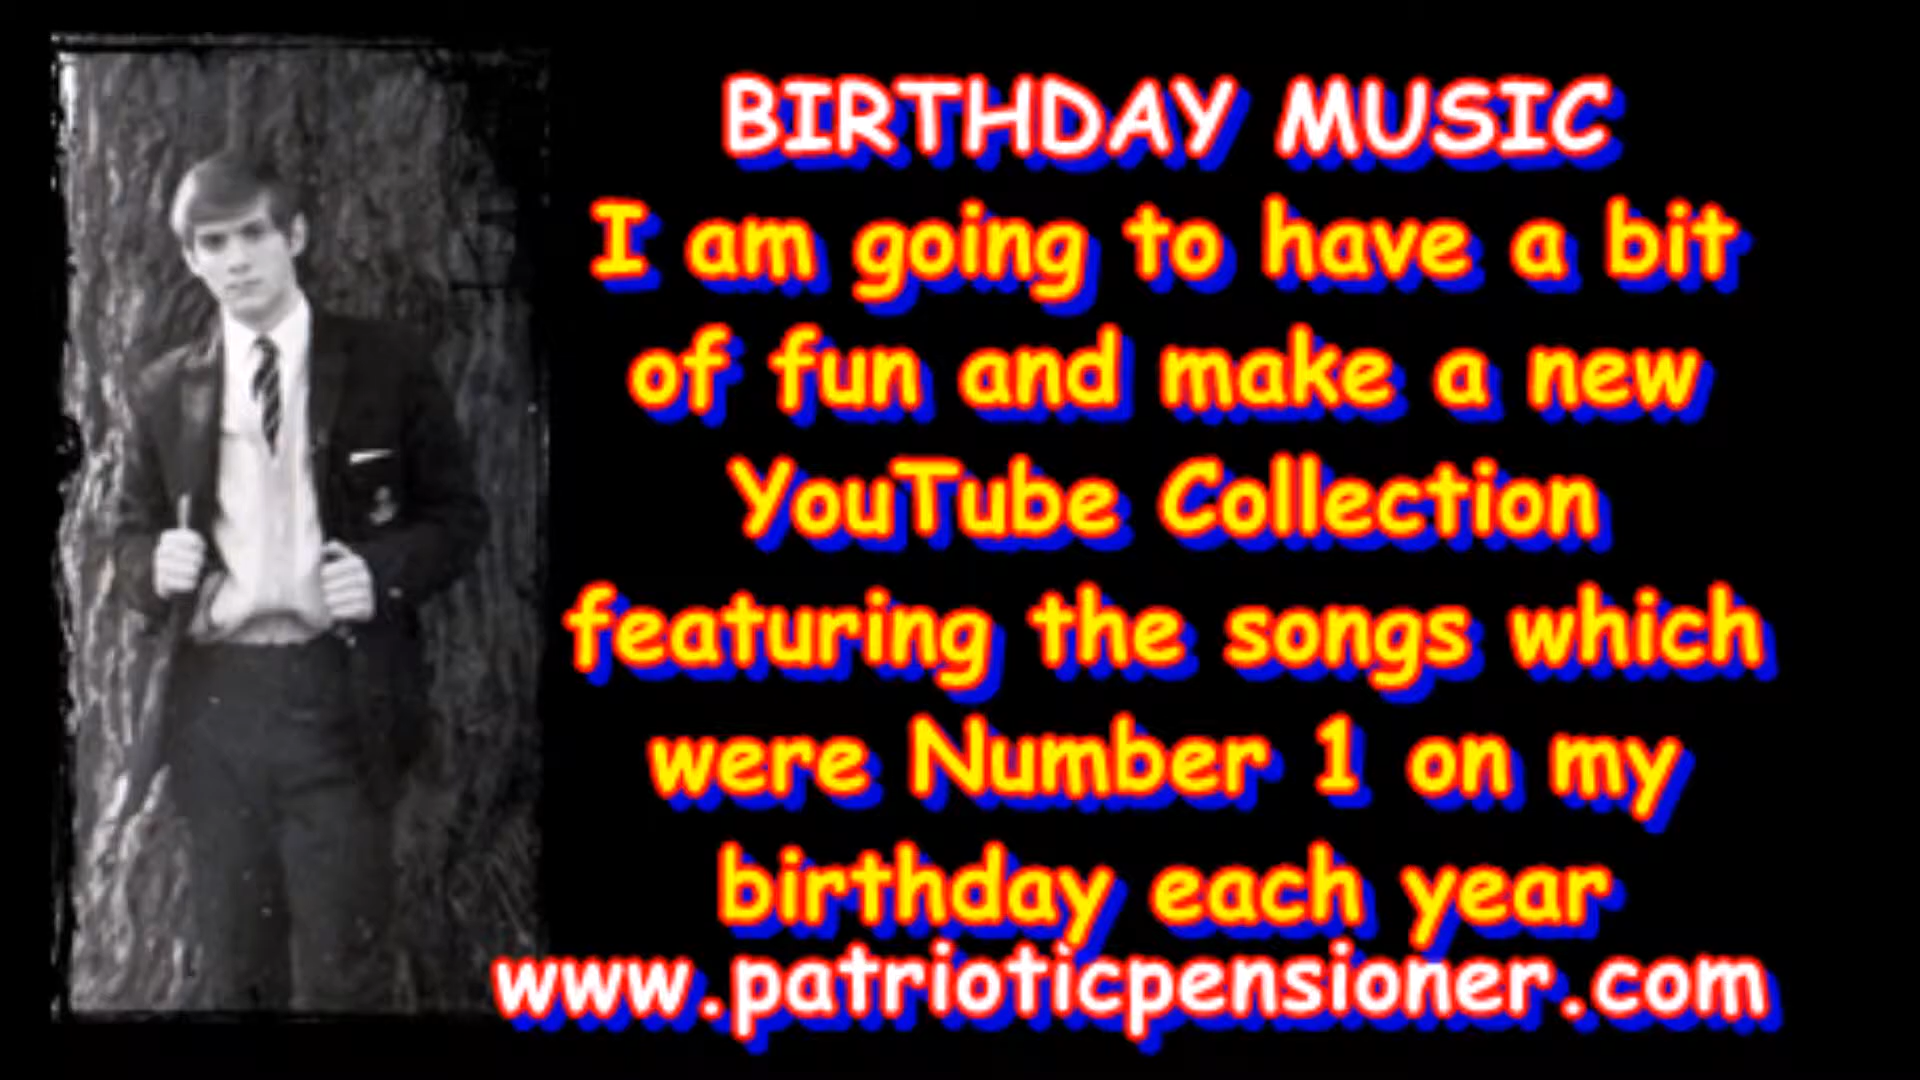 BIRTHDAY MUSIC
I am going to have a bit
of fun and make a new
YouTube Collection
featuring the songs which
were Number 1 on my
birthday each year
www.patrioticpensioner.com